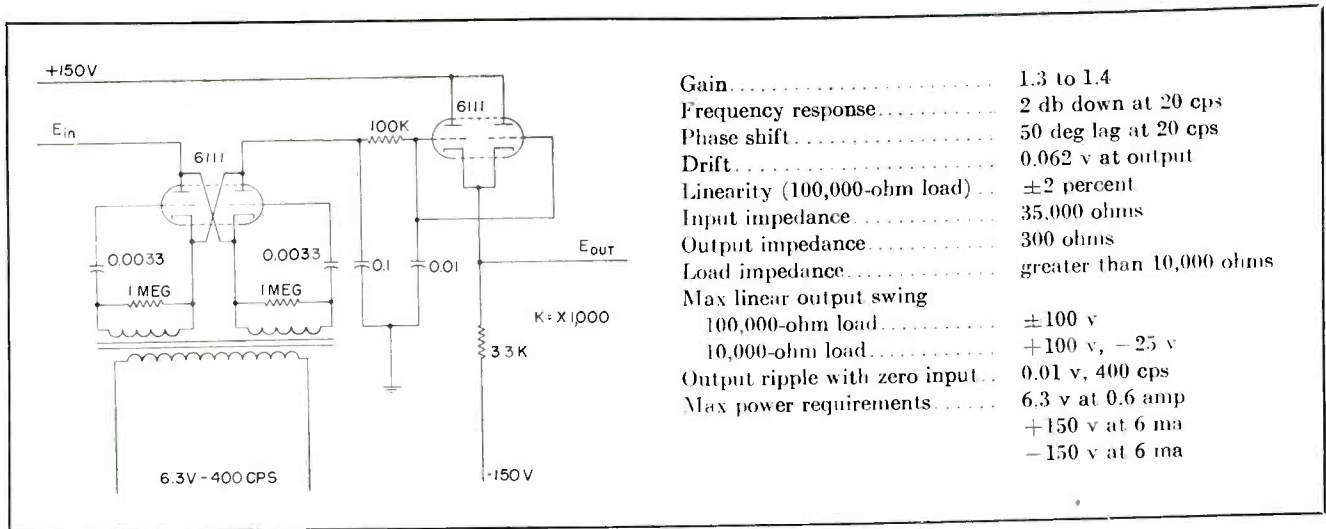 +150V
E in
6111
0.0033
0.0033
1 MEG
1 MEG
6.3V - 400 CPS
100K
6111
0.1
0.01
E OUT
K = X 1,000
33K
-150V
Gain........................ 1.3 to 1.4
Frequency response........... 2 db down at 20 cps
Phase shift.................. 50 deg lag at 20 cps
Drift........................ 0.062 v at output
Linearity (100,000-ohm load).. ±2 percent
Input impedance.............. 35,000 ohms
Output impedance............. 300 ohms
Load impedance............... greater than 10,000 ohms
Max linear output swing
100,000-ohm load........... ±100 v
10,000-ohm load............ +100 v, −25 v
Output ripple with zero input.. 0.01 v, 400 cps
Max power requirements....... 6.3 v at 0.6 amp
+150 v at 6 ma
−150 v at 6 ma